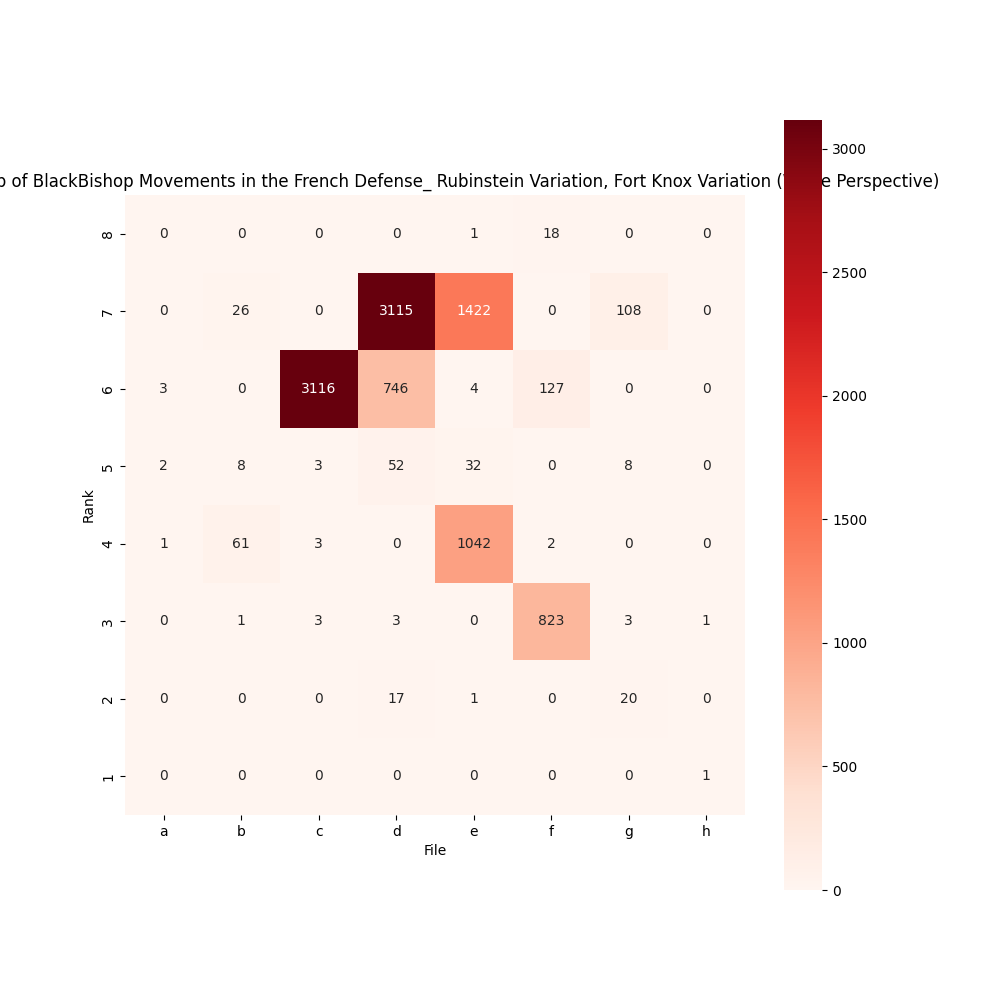 of BlackBishop Movements in the French Defense_ Rubinstein Variation, Fort Knox Variation ( Perspective)
3000
2500
2000
1500
1000
500
0
Rank
8 0 0 0 0 1 18 0 0
7 0 26 0 3115 1422 0 108 0
6 3 0 3116 746 4 127 0 0
5 2 8 3 52 32 0 8 0
4 1 61 3 0 1042 2 0 0
3 0 1 3 3 0 823 3 1
2 0 0 0 17 1 0 20 0
1 0 0 0 0 0 0 0 1
a b c d e f g h
File